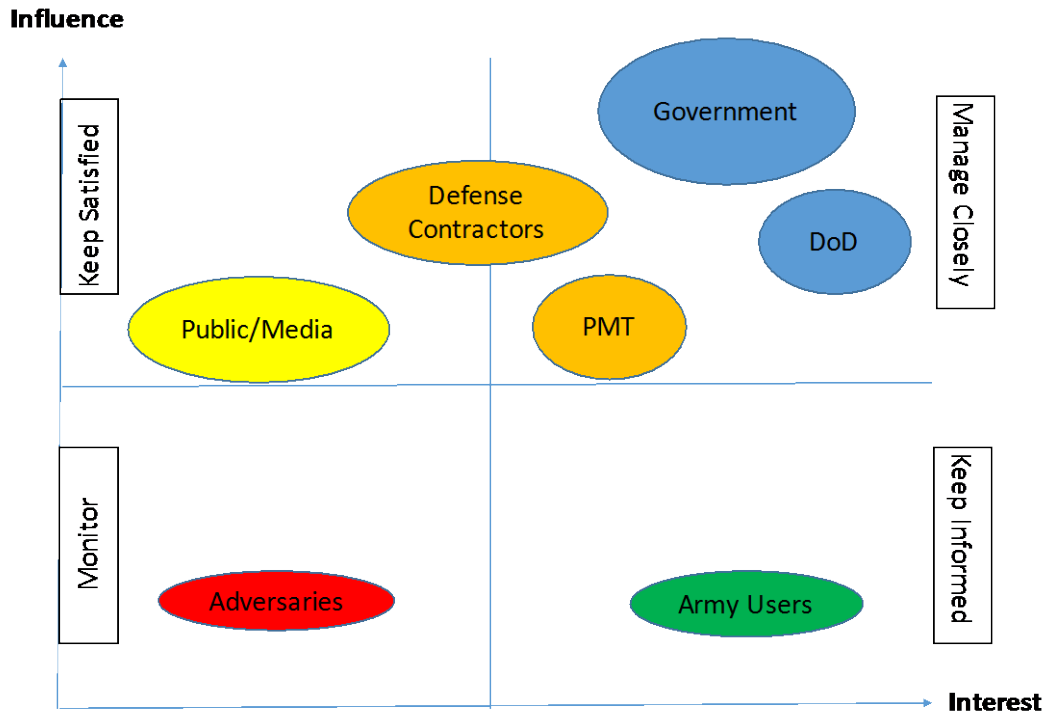 Influence
Keep Satisfied
Manage Closely
Government
Defense
Contractors
DoD
Public/Media
PMT
Monitor
Keep Informed
Adversaries
Army Users
Interest